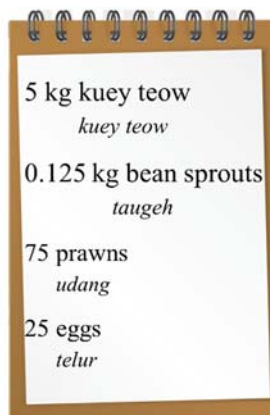 5 kg kuey teow
kuey teow
0.125 kg bean sprouts
taugeh
75 prawns
udang
25 eggs
telur